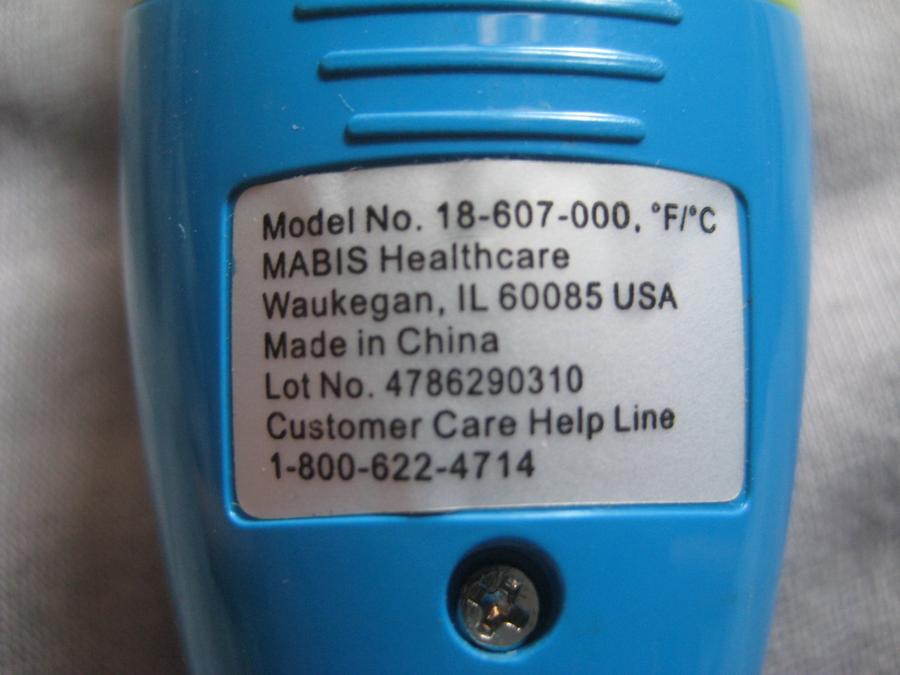 Model No. 18-607-000, °F/°C
MABIS Healthcare
Waukegan, IL 60085 USA
Made in China
Lot No. 4786290310
Customer Care Help Line
1-800-622-4714